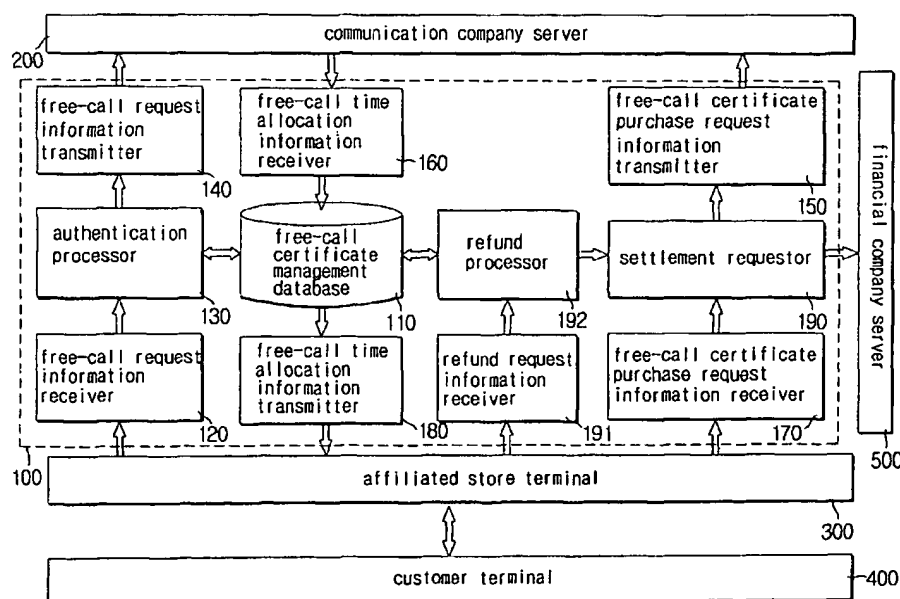 communication company server
200
free-call request
information
transmitter
140
free-call time
allocation
information
receiver
160
free-call certificate
purchase request
information
transmitter
150
authentication
processor
130
free-call
certificate
management
database
110
refund
processor
192
settlement requestor
190
financial company server
500
free-call request
information
receiver
120
free-call time
allocation
information
transmitter
180
refund request
information
receiver
191
free-call certificate
purchase request
information receiver
170
100
affiliated store terminal
300
customer terminal
400